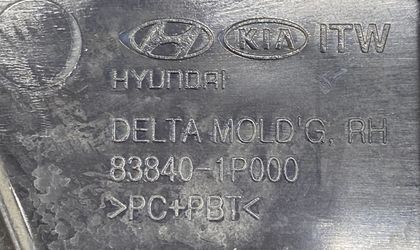 KIA ITW
HYUNDAI
DELTA MOLD'G, RH
83840-1P000
>PC+PBT<